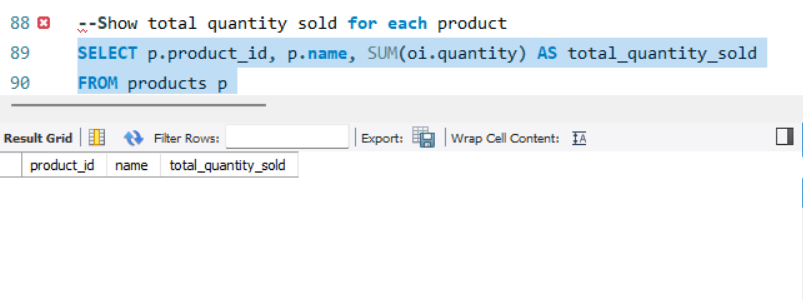 88 --Show total quantity sold for each product
89 SELECT p.product_id, p.name, SUM(oi.quantity) AS total_quantity_sold
90 FROM products p
Result Grid Filter Rows: Export: Wrap Cell Content: IA
product_id name total_quantity_sold